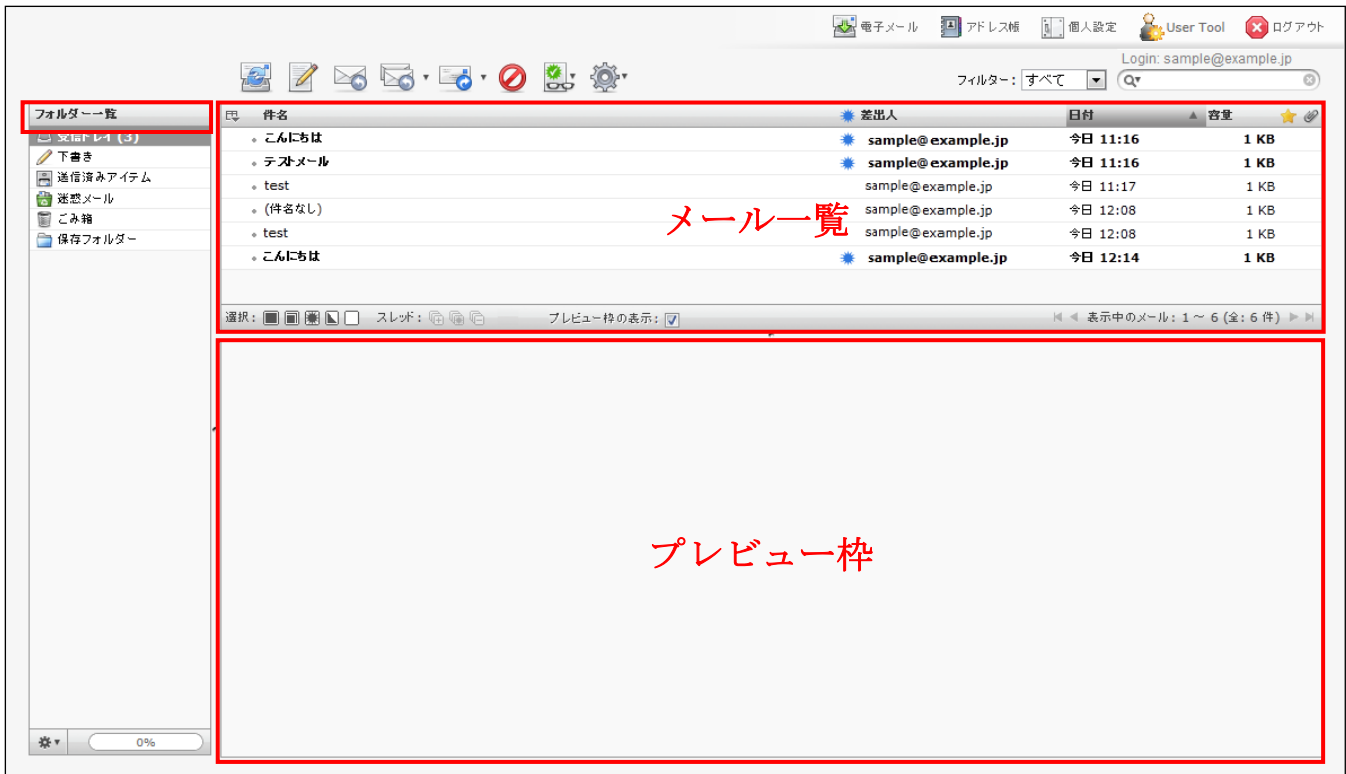 電子メール アドレス帳 個人設定 User Tool ログアウト
Login: sample@example.jp
フィルター: すべて
フォルダー一覧
件名 差出人 日付 容量
受信トレイ (3)
下書き
送信済みアイテム
迷惑メール
ごみ箱
保存フォルダー
こんにちは sample@example.jp 今日 11:16 1 KB
テストメール sample@example.jp 今日 11:16 1 KB
test sample@example.jp 今日 11:17 1 KB
(件名なし) sample@example.jp 今日 12:08 1 KB
test sample@example.jp 今日 12:08 1 KB
こんにちは sample@example.jp 今日 12:14 1 KB
メール一覧
選択: スレッド: プレビュー枠の表示: 表示中のメール: 1 ～ 6 (全: 6 件)
プレビュー枠
0%